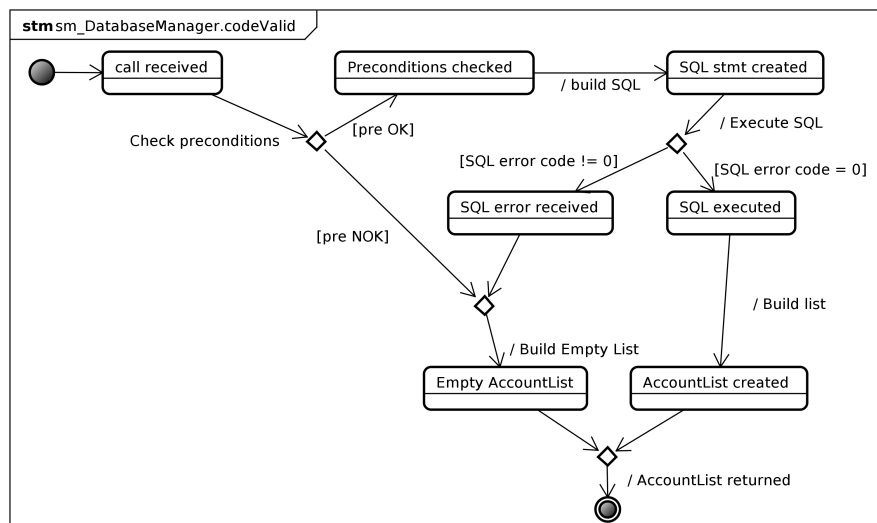 stm sm_DatabaseManager.codeValid
call received
Preconditions checked
SQL stmt created
/ build SQL
Check preconditions
[pre OK]
/ Execute SQL
[SQL error code != 0]
[SQL error code = 0]
SQL error received
SQL executed
[pre NOK]
/ Build list
/ Build Empty List
Empty AccountList
AccountList created
/ AccountList returned